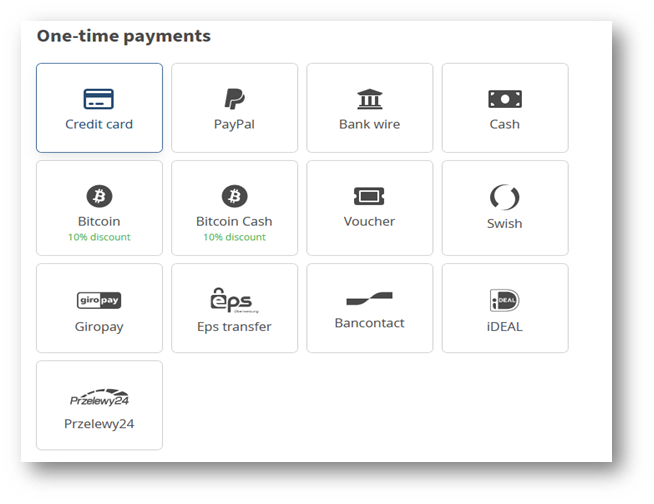 One-time payments
Credit card
PayPal
Bank wire
Cash
Bitcoin
10% discount
Bitcoin Cash
10% discount
Voucher
Swish
giropay
Giropay
eps
Eps transfer
Bancontact
iDEAL
iDEAL
Przelewy24
Przelewy24